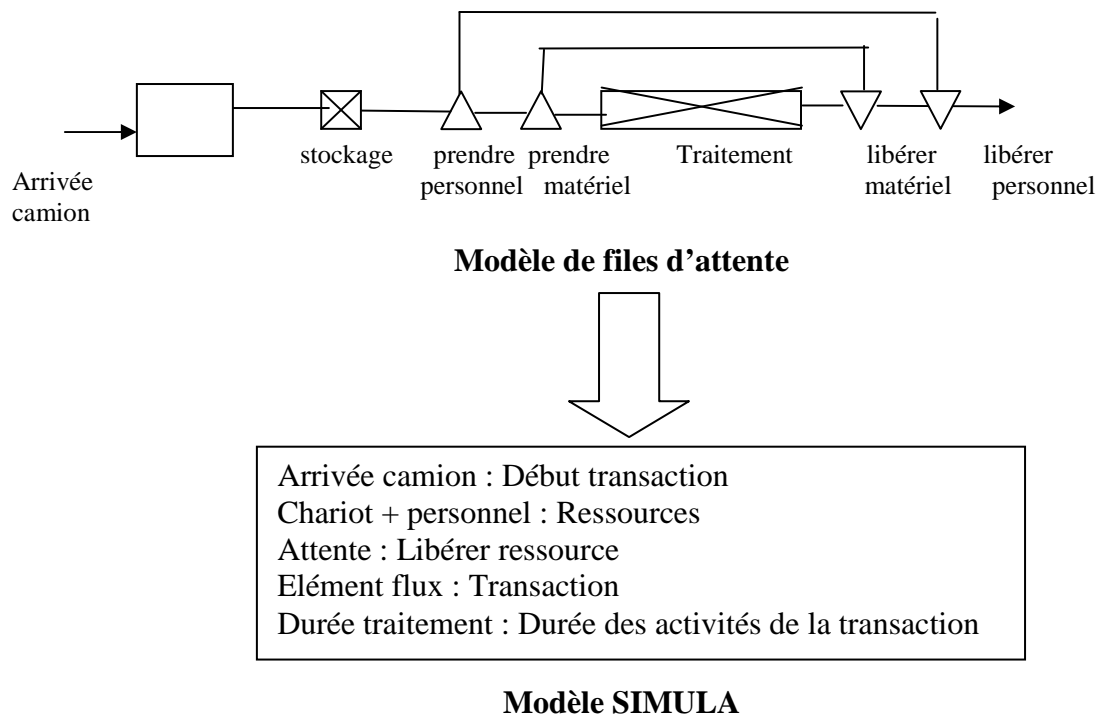 Arrivée
camion
stockage
prendre
personnel
prendre
matériel
Traitement
libérer
matériel
libérer
personnel
Modèle de files d’attente
Arrivée camion : Début transaction
Chariot + personnel : Ressources
Attente : Libérer ressource
Elément flux : Transaction
Durée traitement : Durée des activités de la transaction
Modèle SIMULA